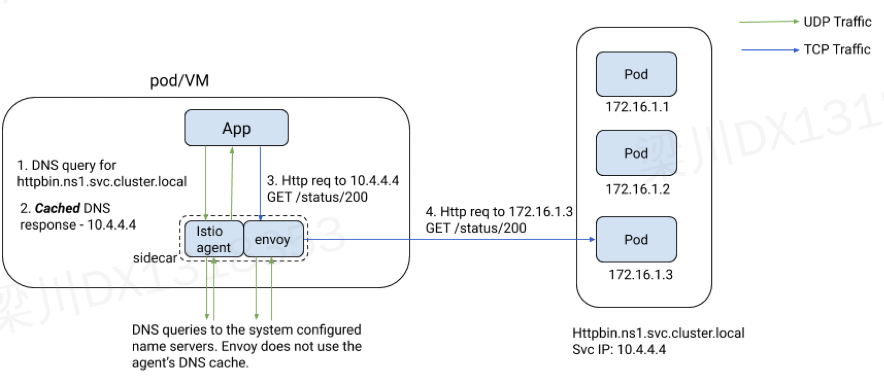 UDP Traffic
TCP Traffic
pod/VM
App
1. DNS query for
httpbin.ns1.svc.cluster.local
2. Cached DNS
response - 10.4.4.4
3. Http req to 10.4.4.4
GET /status/200
Istio
agent
envoy
sidecar
4. Http req to 172.16.1.3
GET /status/200
Pod
172.16.1.1
Pod
172.16.1.2
Pod
172.16.1.3
DNS queries to the system configured
name servers. Envoy does not use the
agent's DNS cache.
Httpbin.ns1.svc.cluster.local
Svc IP: 10.4.4.4